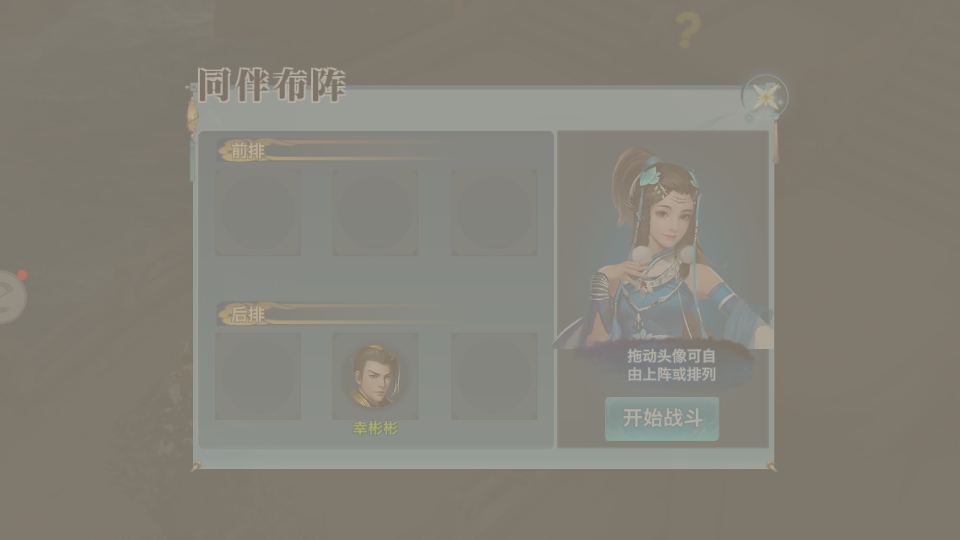 ?
同伴布阵
前排
后排
幸彬彬
拖动头像可自
由上阵或排列
开始战斗